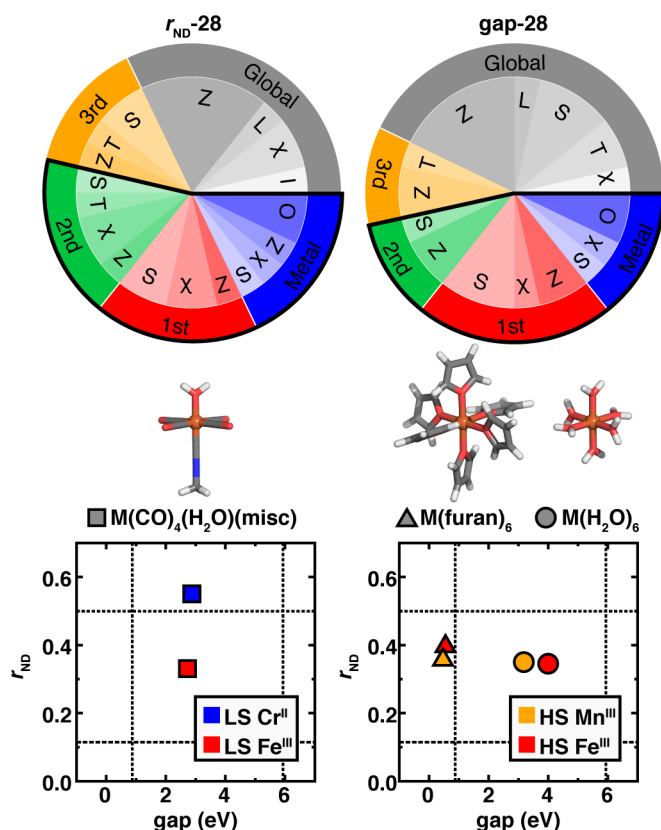 r_ND-28
Global
Z
L
χ
I
Metal
O
Z
χ
S
1st
Z
χ
S
2nd
Z
χ
T
S
3rd
Z
T
S
gap-28
Global
Z
L
S
T
χ
Metal
O
χ
S
1st
Z
χ
S
2nd
Z
S
3rd
Z
T
M(CO)₄(H₂O)(misc)
M(furan)₆
M(H₂O)₆
r_ND
0.6
0.4
0.2
0.0
LS Cr^II
LS Fe^III
0 2 4 6
gap (eV)
r_ND
0.6
0.4
0.2
0.0
HS Mn^III
HS Fe^III
0 2 4 6
gap (eV)